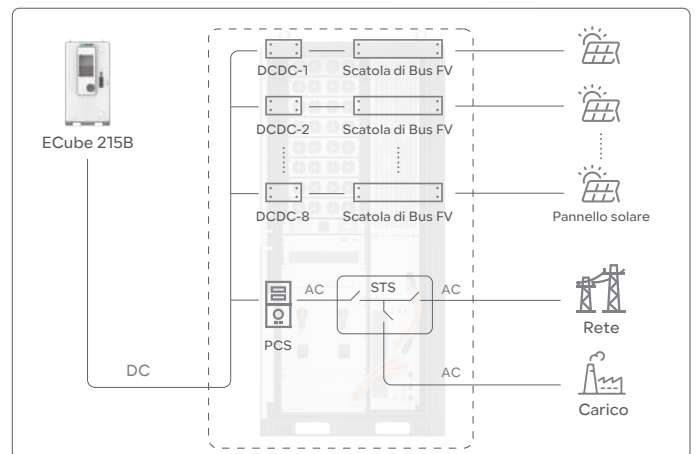 DCDC-1
Scatola di Bus FV
ECube 215B
DCDC-2
Scatola di Bus FV
DCDC-8
Scatola di Bus FV
Pannello solare
AC
STS
AC
PCS
Rete
DC
AC
Carico